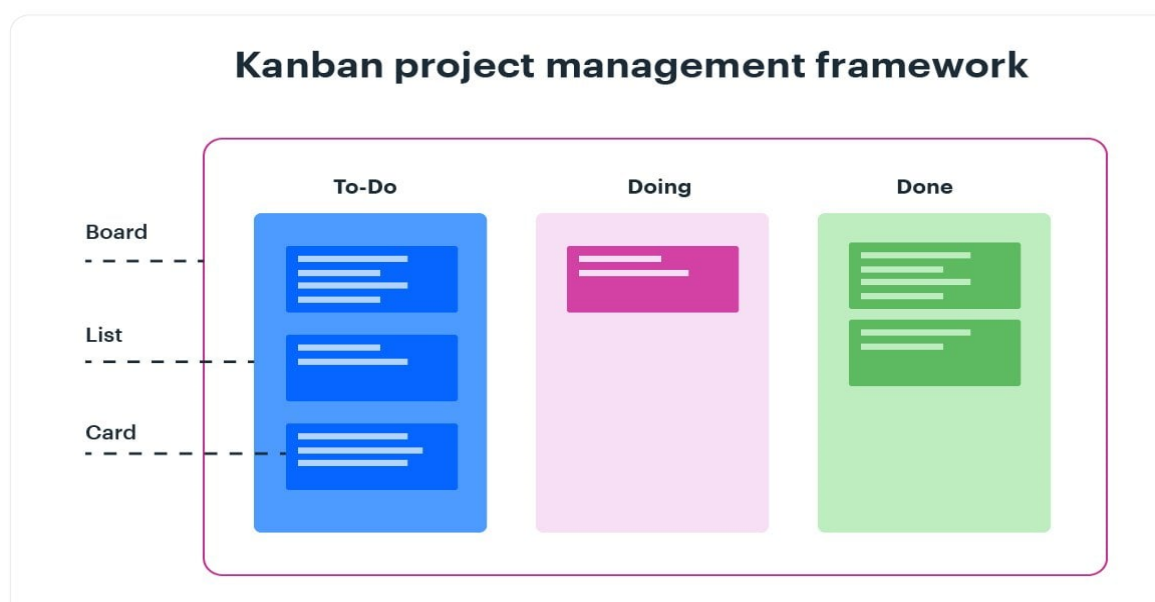 Kanban project management framework
To-Do
Doing
Done
Board
List
Card